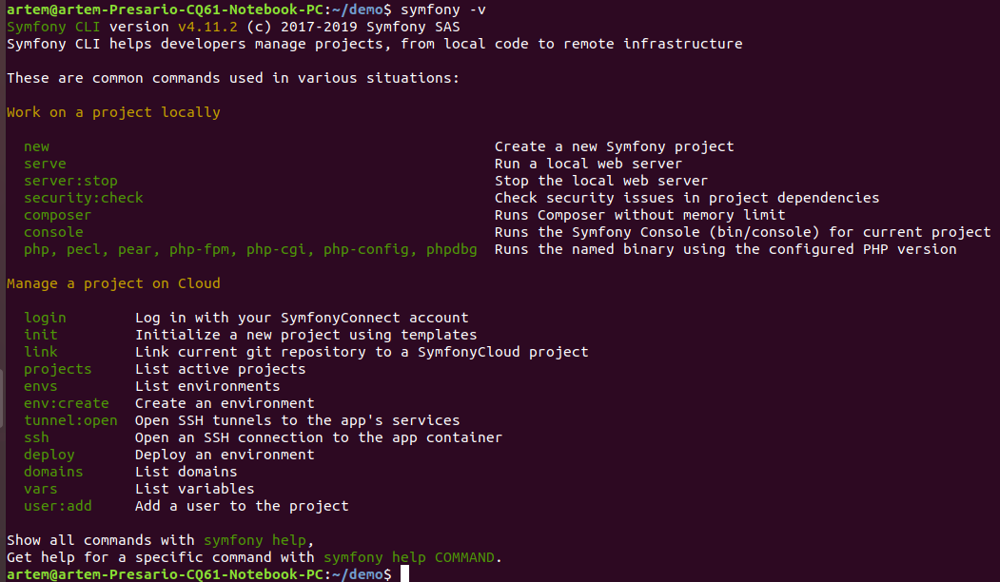 artem@artem-Presario-CQ61-Notebook-PC:~/demo$ symfony -v
Symfony CLI version v4.11.2 (c) 2017-2019 Symfony SAS
Symfony CLI helps developers manage projects, from local code to remote infrastructure
These are common commands used in various situations:
Work on a project locally
new Create a new Symfony project
serve Run a local web server
server:stop Stop the local web server
security:check Check security issues in project dependencies
composer Runs Composer without memory limit
console Runs the Symfony Console (bin/console) for current project
php, pecl, pear, php-fpm, php-cgi, php-config, phpdbg Runs the named binary using the configured PHP version
Manage a project on Cloud
login Log in with your SymfonyConnect account
init Initialize a new project using templates
link Link current git repository to a SymfonyCloud project
projects List active projects
envs List environments
env:create Create an environment
tunnel:open Open SSH tunnels to the app's services
ssh Open an SSH connection to the app container
deploy Deploy an environment
domains List domains
vars List variables
user:add Add a user to the project
Show all commands with symfony help,
Get help for a specific command with symfony help COMMAND.
artem@artem-Presario-CQ61-Notebook-PC:~/demo$